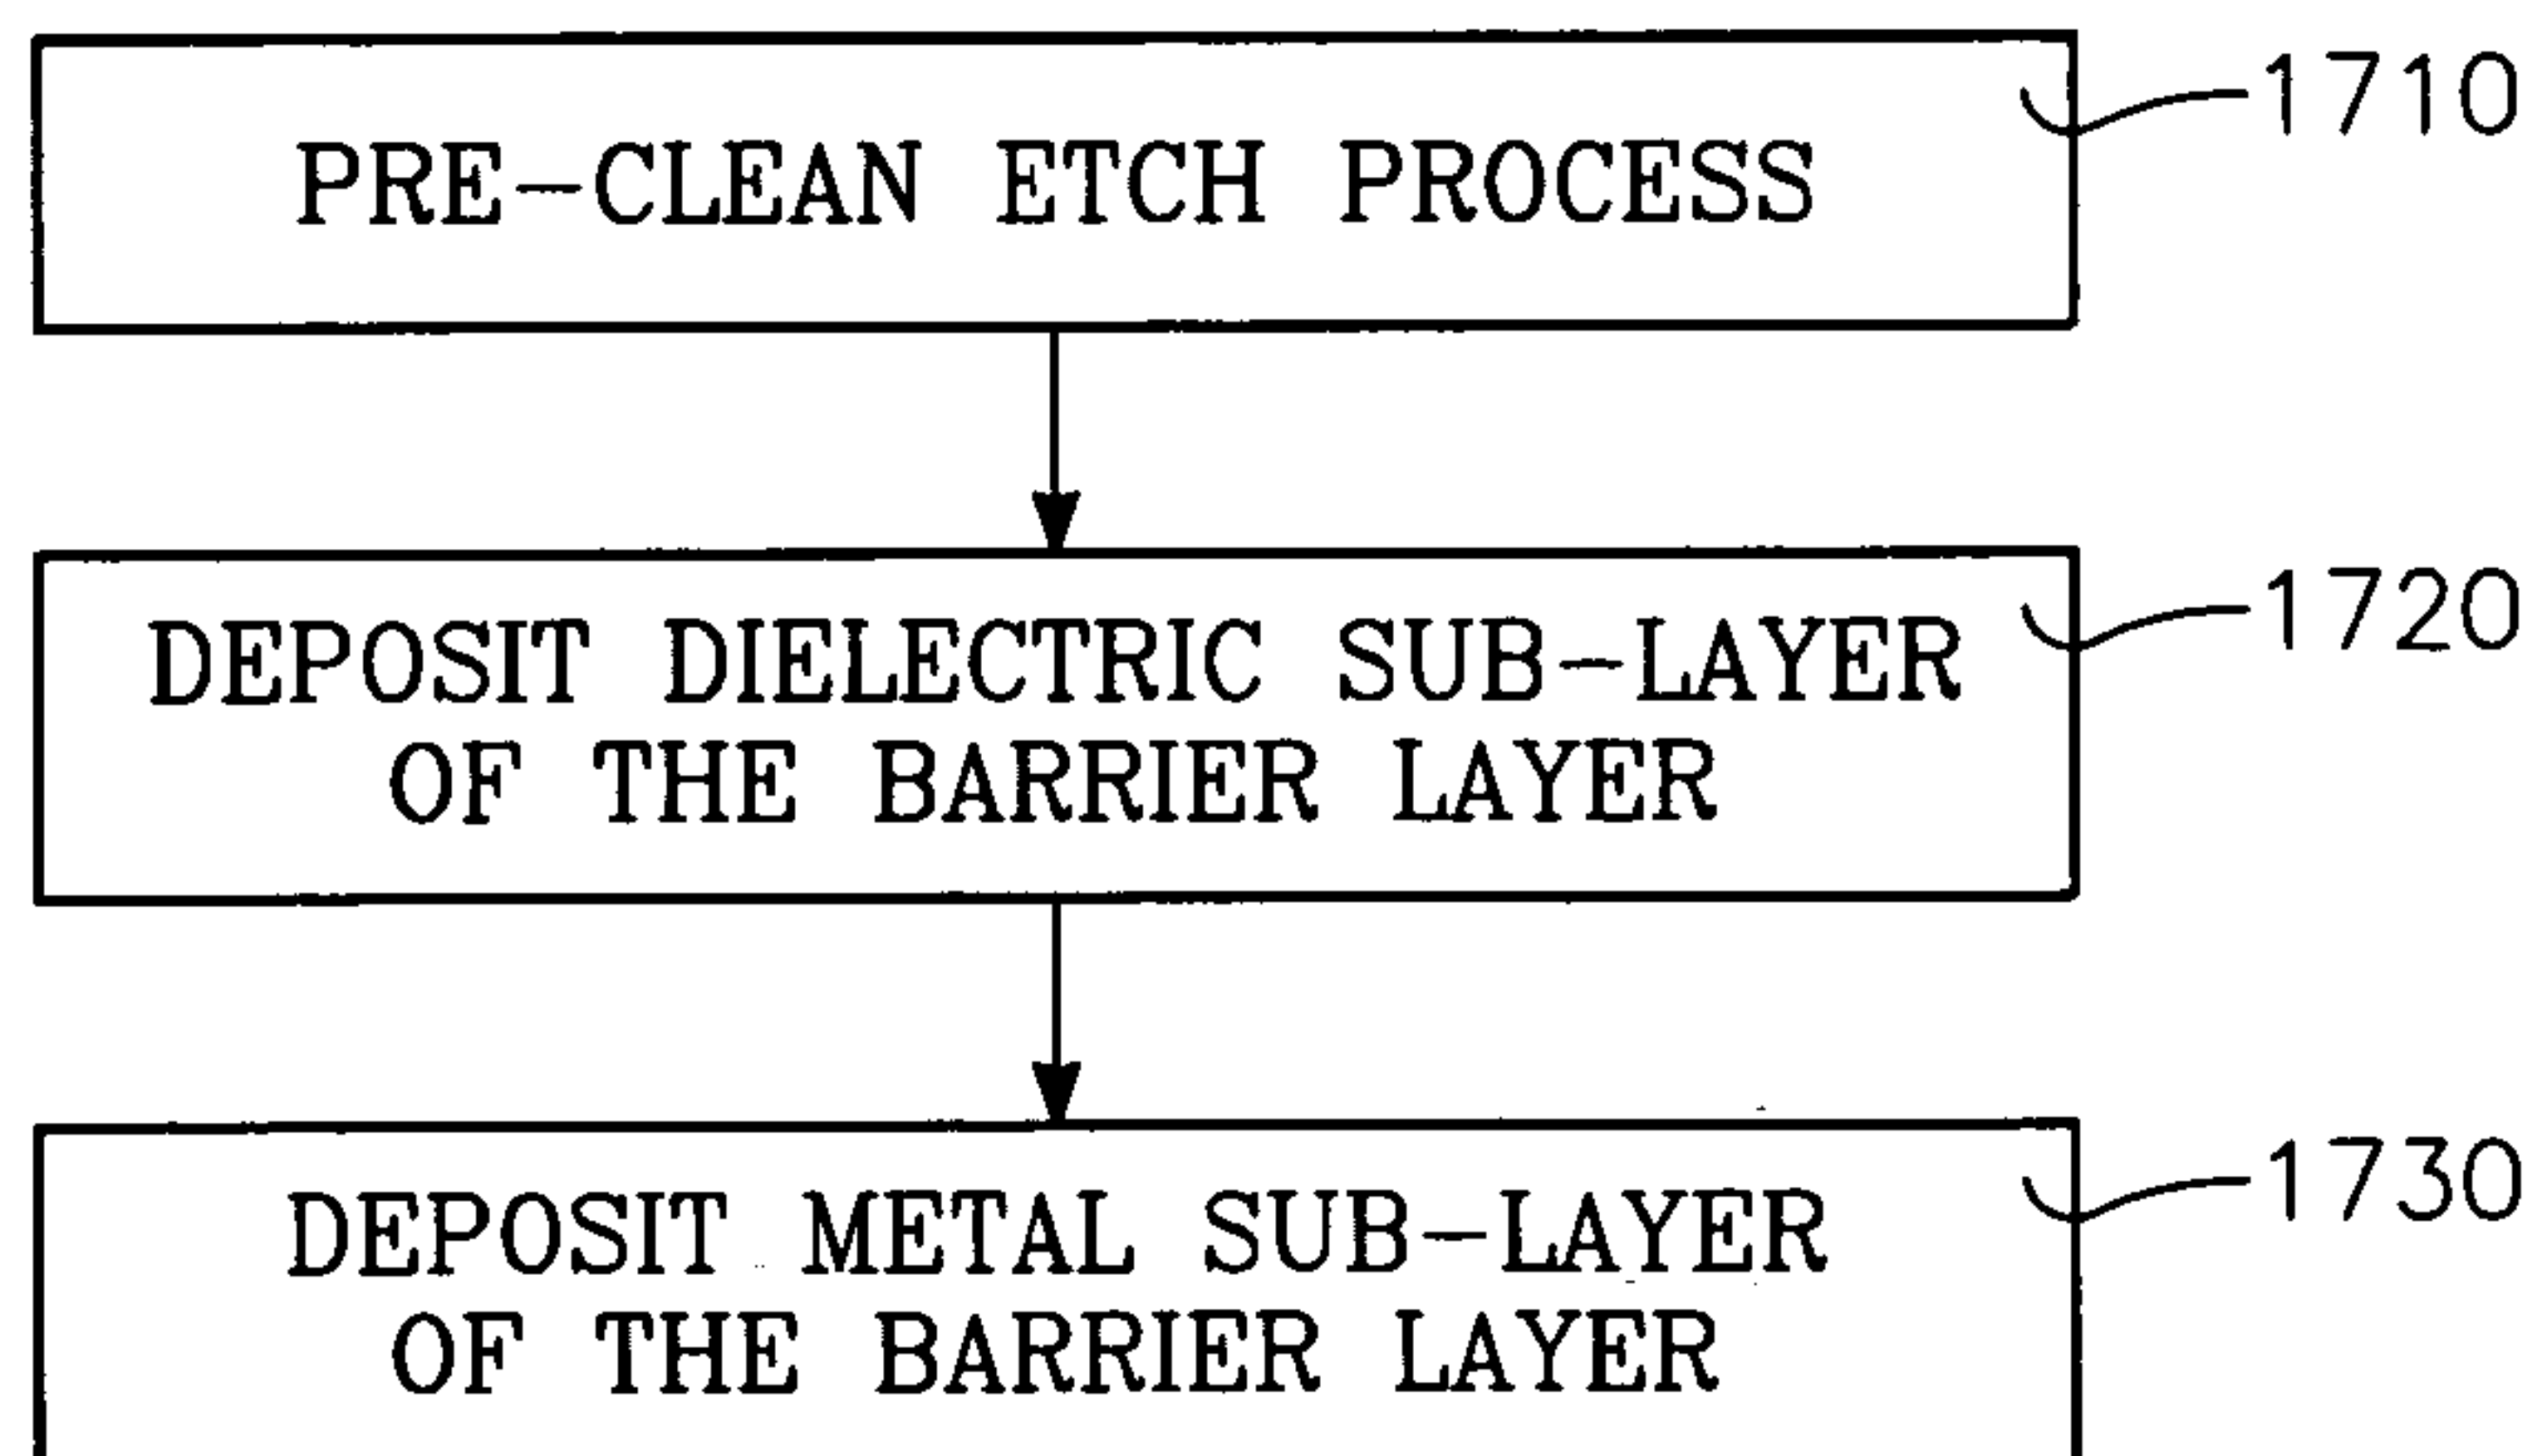 PRE-CLEAN ETCH PROCESS
1710
DEPOSIT DIELECTRIC SUB-LAYER
OF THE BARRIER LAYER
1720
DEPOSIT METAL SUB-LAYER
OF THE BARRIER LAYER
1730